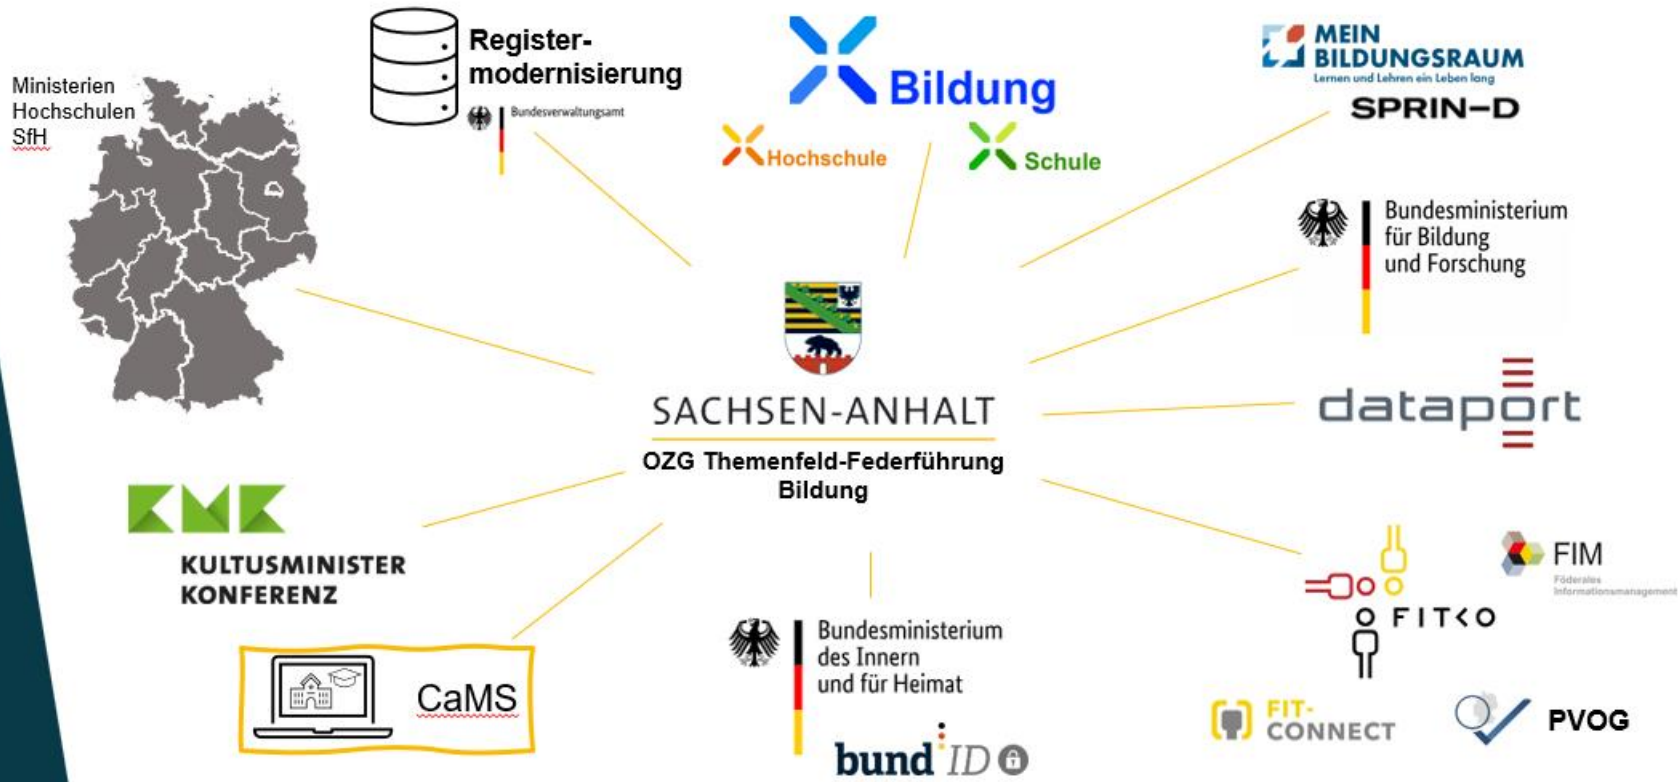 Ministerien
Hochschulen
SfH
Register-
modernisierung
Bundesverwaltungsamt
Bildung
Hochschule
Schule
MEIN
BILDUNGSRAUM
Lernen und Lehren ein Leben lang
SPRIN-D
Bundesministerium
für Bildung
und Forschung
SACHSEN-ANHALT
OZG Themenfeld-Federführung
Bildung
dataport
KMK
KULTUSMINISTER
KONFERENZ
CaMS
Bundesministerium
des Innern
und für Heimat
bund ID
FIM
Föderales
Informationsmanagement
FITKO
FIT-
CONNECT
PVOG